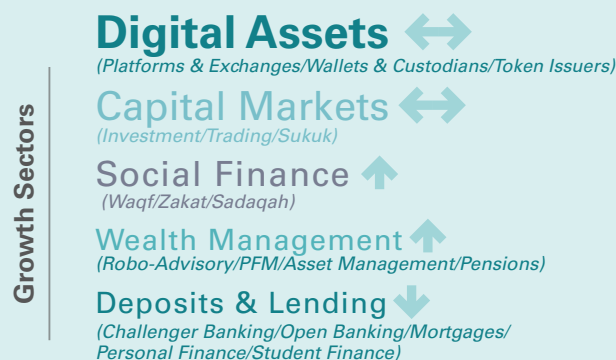 Growth Sectors
Digital Assets
(Platforms & Exchanges/Wallets & Custodians/Token Issuers)
Capital Markets
(Investment/Trading/Sukuk)
Social Finance
(Waqf/Zakat/Sadaqah)
Wealth Management
(Robo-Advisory/PFM/Asset Management/Pensions)
Deposits & Lending
(Challenger Banking/Open Banking/Mortgages/
Personal Finance/Student Finance)